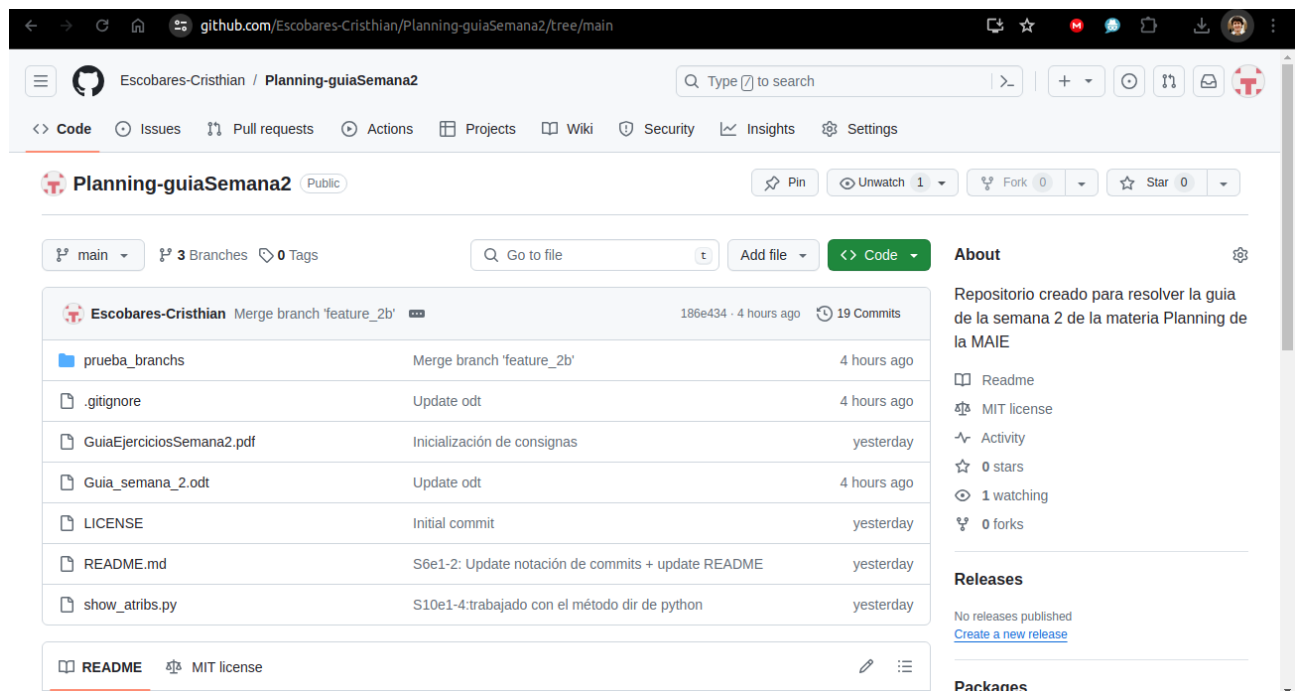 github.com/Escobares-Cristhian/Planning-guiaSemana2/tree/main
Escobares-Cristhian / Planning-guiaSemana2
Type / to search
Code Issues Pull requests Actions Projects Wiki Security Insights Settings
Planning-guiaSemana2 Public
Pin Unwatch 1 Fork 0 Star 0
main 3 Branches 0 Tags
Go to file t Add file Code
About
Escobares-Cristhian Merge branch 'feature_2b' 186e434 · 4 hours ago 19 Commits
Repositorio creado para resolver la guia
de la semana 2 de la materia Planning de
la MAIE
prueba_branchs Merge branch 'feature_2b' 4 hours ago
.gitignore Update odt 4 hours ago
GuiaEjerciciosSemana2.pdf Inicialización de consignas yesterday
Guia_semana_2.odt Update odt 4 hours ago
LICENSE Initial commit yesterday
README.md S6e1-2: Update notación de commits + update README yesterday
show_atribs.py S10e1-4:trabajado con el método dir de python yesterday
Readme
MIT license
Activity
0 stars
1 watching
0 forks
Releases
No releases published
Create a new release
README MIT license
Packages